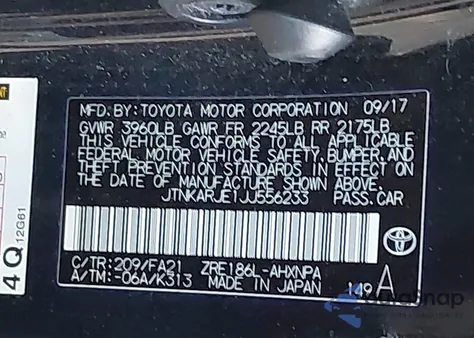 MFD. BY: TOYOTA MOTOR CORPORATION 09/17
GVWR 3960LB GAWR FR 2245LB RR 2175LB
THIS VEHICLE CONFORMS TO ALL APPLICABLE
FEDERAL MOTOR VEHICLE SAFETY, BUMPER, AND
THEFT PREVENTION STANDARDS IN EFFECT ON
THE DATE OF MANUFACTURE SHOWN ABOVE.
JTNKARJE1JJ556233 PASS. CAR
C/TR: 209/FA21 ZRE186L-AHXNPA
A/TM: -06A/K313 MADE IN JAPAN 149 A
4Q 12G61